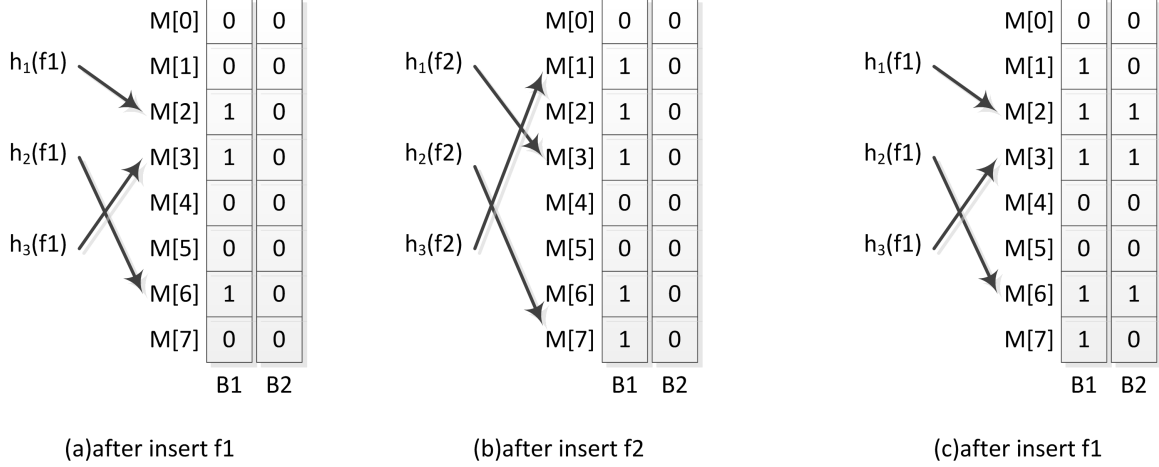 M[0] 0 0 M[0] 0 0 M[0] 0 0
h1(f1) M[1] 0 0 h1(f2) M[1] 1 0 h1(f1) M[1] 1 0
M[2] 1 0 M[2] 1 0 M[2] 1 1
h2(f1) M[3] 1 0 h2(f2) M[3] 1 0 h2(f1) M[3] 1 1
M[4] 0 0 M[4] 0 0 M[4] 0 0
h3(f1) M[5] 0 0 h3(f2) M[5] 0 0 h3(f1) M[5] 0 0
M[6] 1 0 M[6] 1 0 M[6] 1 1
M[7] 0 0 M[7] 1 0 M[7] 1 0
B1 B2 B1 B2 B1 B2
(a)after insert f1 (b)after insert f2 (c)after insert f1